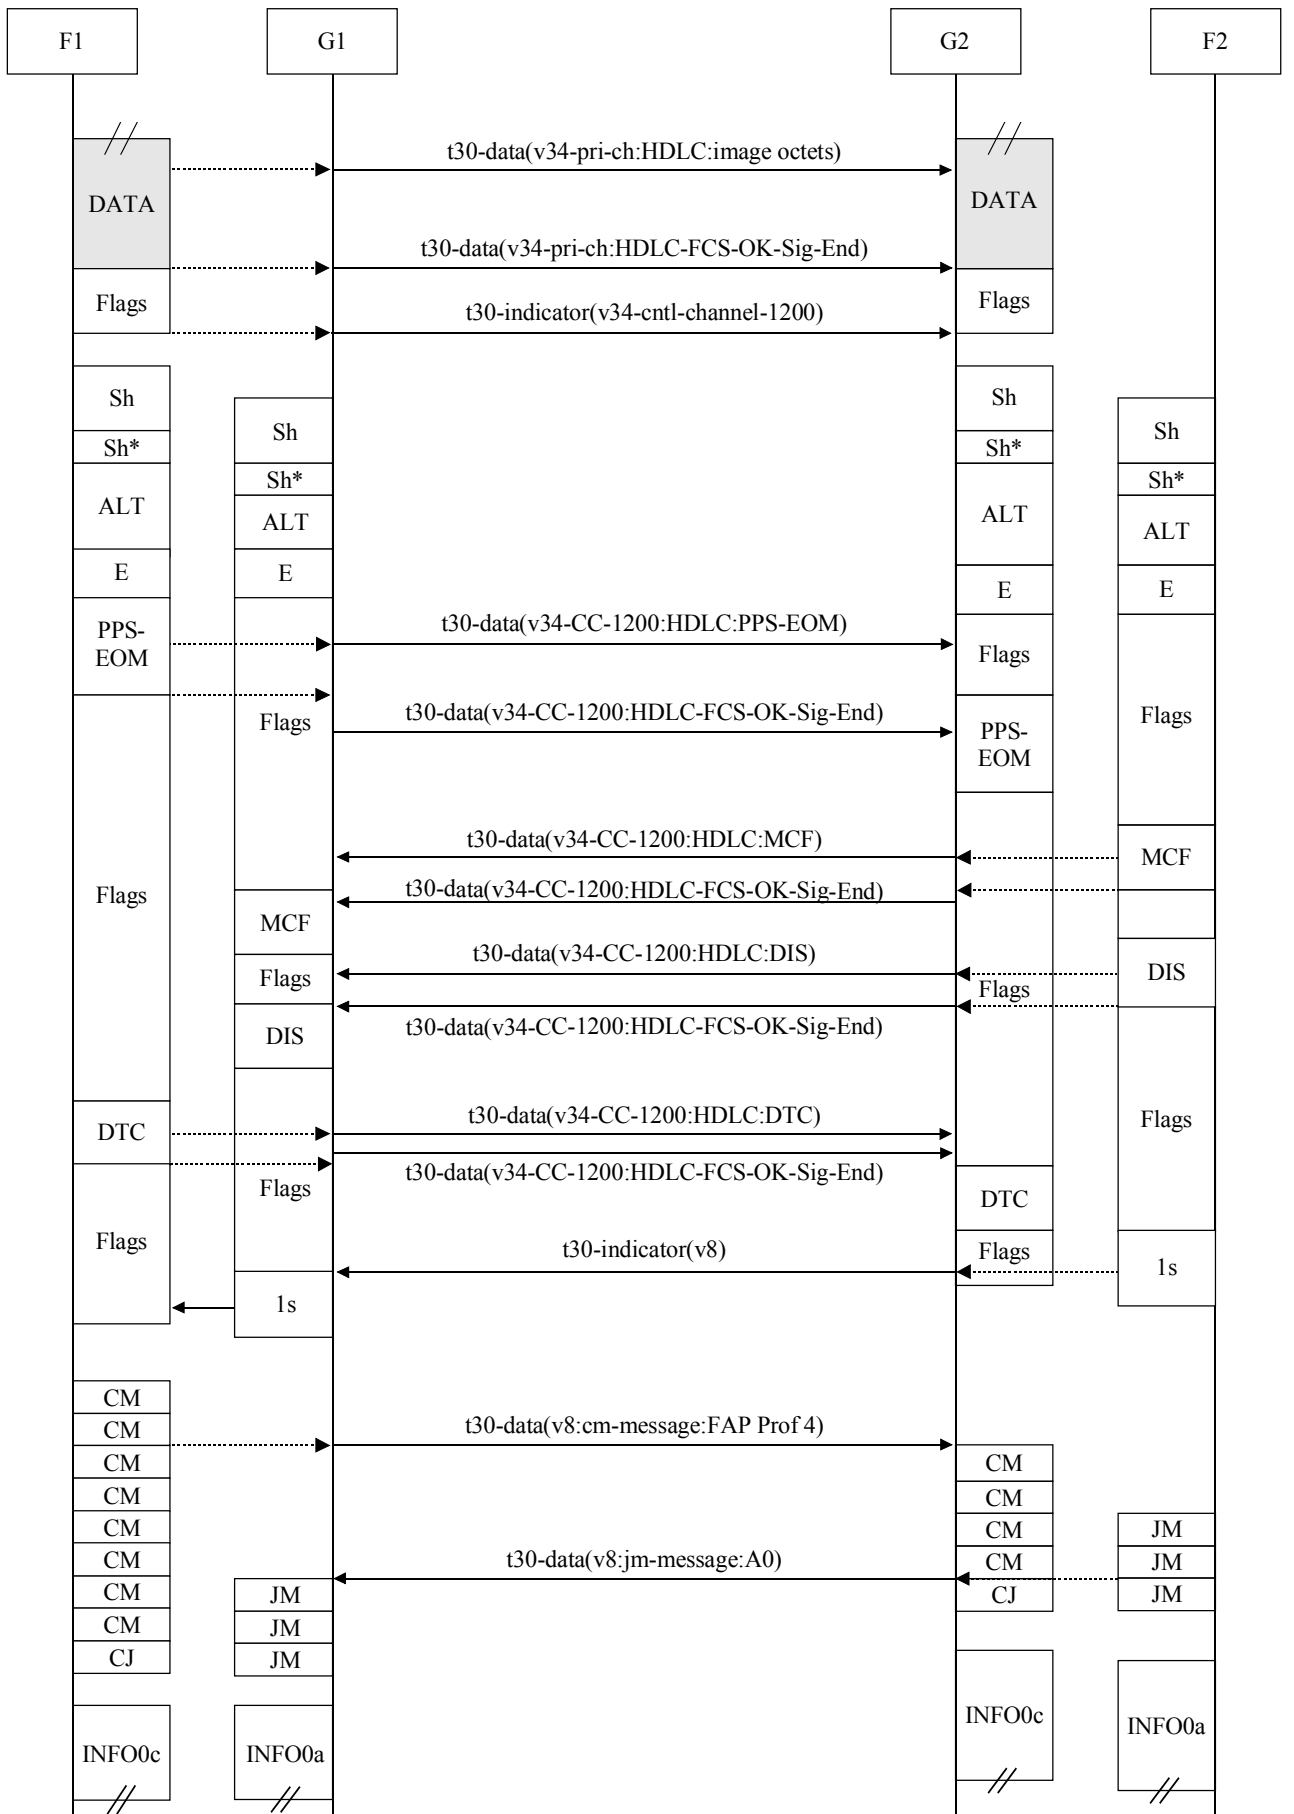 F1
G1
G2
F2
t30-data(v34-pri-ch:HDLC:image octets)
DATA
DATA
t30-data(v34-pri-ch:HDLC-FCS-OK-Sig-End)
Flags
Flags
t30-indicator(v34-cntl-channel-1200)
Sh
Sh
Sh
Sh
Sh*
Sh*
Sh*
Sh*
ALT
ALT
ALT
ALT
E
E
E
E
PPS-
EOM
t30-data(v34-CC-1200:HDLC:PPS-EOM)
Flags
t30-data(v34-CC-1200:HDLC-FCS-OK-Sig-End)
Flags
Flags
PPS-
EOM
t30-data(v34-CC-1200:HDLC:MCF)
MCF
t30-data(v34-CC-1200:HDLC-FCS-OK-Sig-End)
Flags
MCF
t30-data(v34-CC-1200:HDLC:DIS)
Flags
DIS
Flags
t30-data(v34-CC-1200:HDLC-FCS-OK-Sig-End)
DIS
t30-data(v34-CC-1200:HDLC:DTC)
DTC
Flags
t30-data(v34-CC-1200:HDLC-FCS-OK-Sig-End)
Flags
DTC
Flags
t30-indicator(v8)
Flags
1s
1s
CM
CM
t30-data(v8:cm-message:FAP Prof 4)
CM
CM
CM
CM
CM
CM
JM
CM
t30-data(v8:jm-message:A0)
CM
JM
CM
JM
CJ
JM
CM
JM
CJ
JM
INFO0c
INFO0a
INFO0c
INFO0a